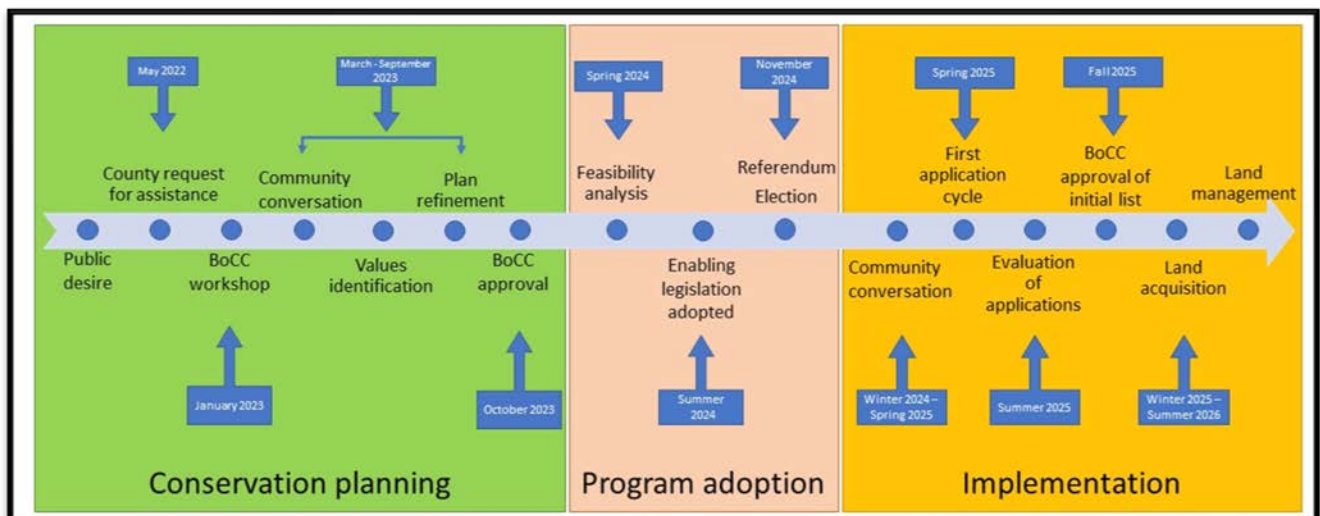 May 2022
March - September
2023
Spring 2024
November
2024
Spring 2025
Fall 2025
County request
for assistance
Community
conversation
Plan
refinement
Feasibility
analysis
Referendum
Election
First
application
cycle
BoCC
approval of
initial list
Land
management
Public
desire
BoCC
workshop
Values
identification
BoCC
approval
Enabling
legislation
adopted
Community
conversation
Evaluation
of
applications
Land
acquisition
January 2023
October 2023
Summer
2024
Winter 2024 –
Spring 2025
Summer 2025
Winter 2025 –
Summer 2026
Conservation planning
Program adoption
Implementation